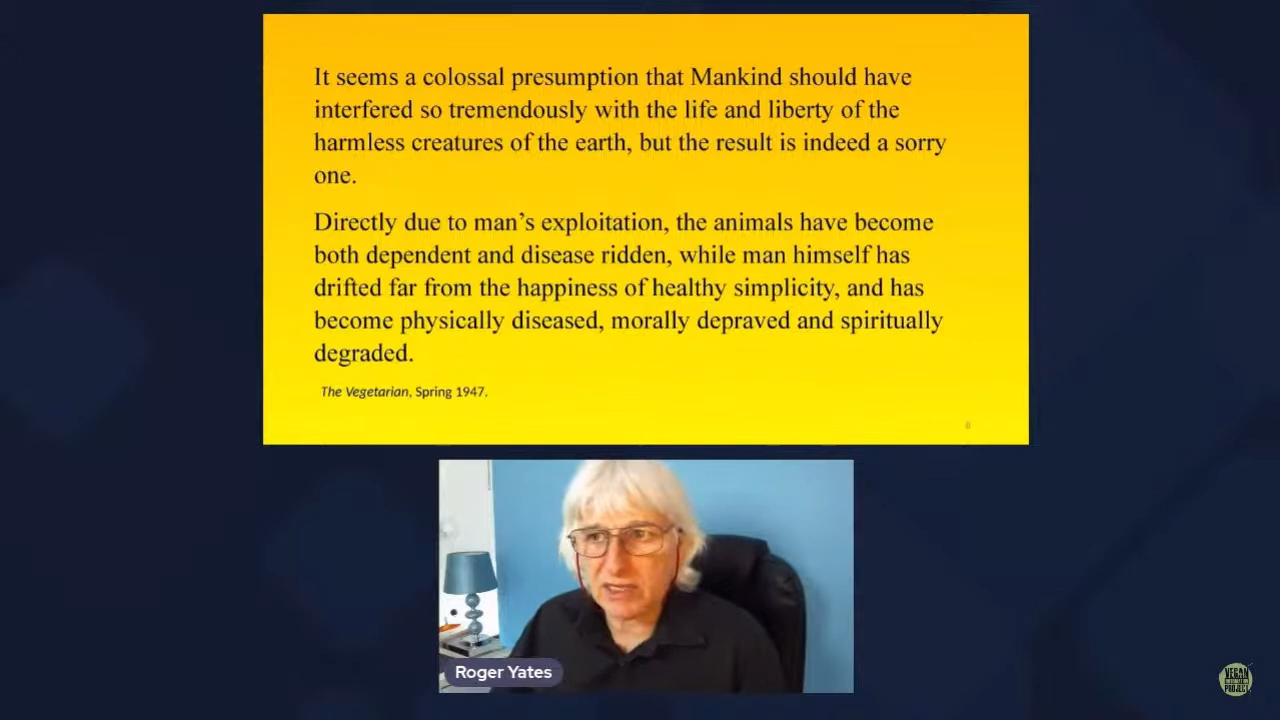 It seems a colossal presumption that Mankind should have
interfered so tremendously with the life and liberty of the
harmless creatures of the earth, but the result is indeed a sorry
one.
Directly due to man’s exploitation, the animals have become
both dependent and disease ridden, while man himself has
drifted far from the happiness of healthy simplicity, and has
become physically diseased, morally depraved and spiritually
degraded.
The Vegetarian, Spring 1947.
Roger Yates
VEGAN
PROJECT